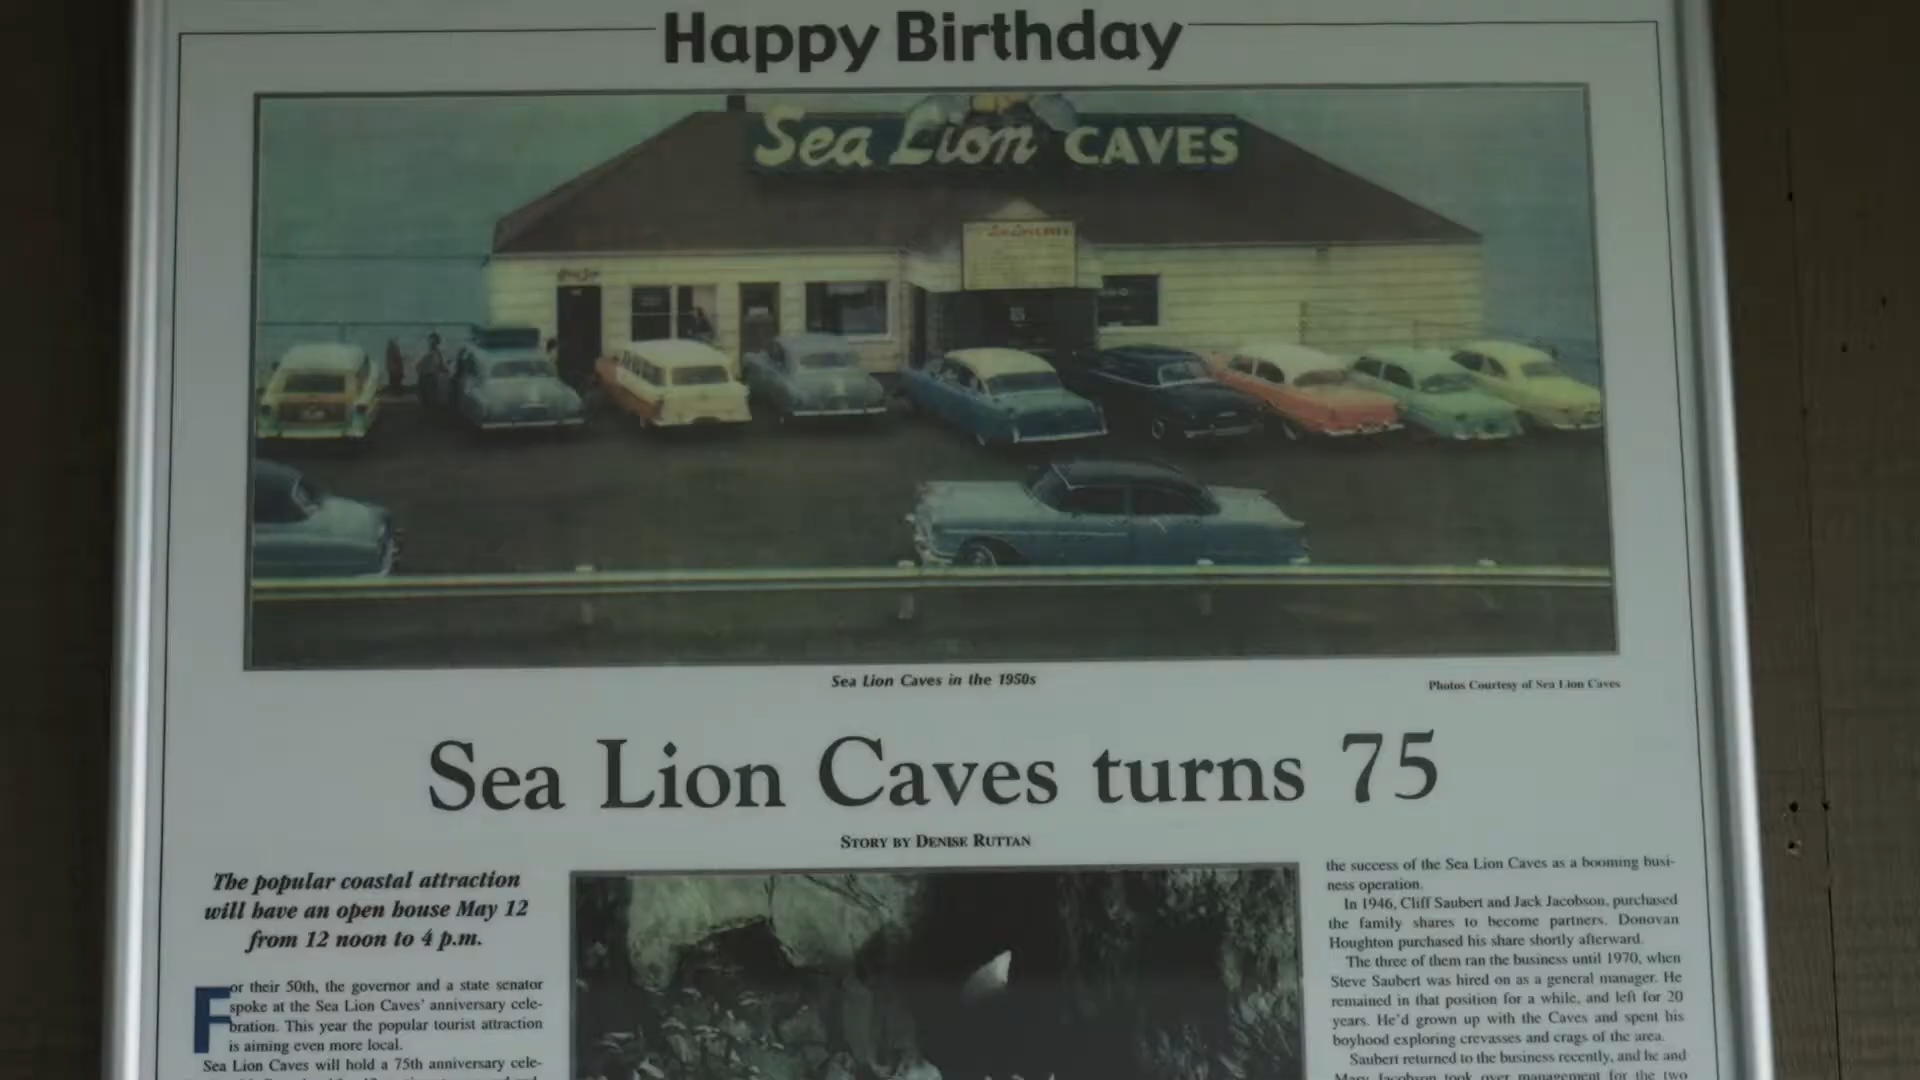 Happy Birthday
Sea Lion CAVES
Sea Lion Caves in the 1950s
Photos Courtesy of Sea Lion Caves
Sea Lion Caves turns 75
STORY BY DENISE RUTTAN
The popular coastal attraction
will have an open house May 12
from 12 noon to 4 p.m.
For their 50th, the governor and a state senator
spoke at the Sea Lion Caves' anniversary cele-
bration. This year the popular tourist attraction
is aiming even more local.
Sea Lion Caves will hold a 75th anniversary cele-
the success of the Sea Lion Caves as a booming busi-
ness operation.
In 1946, Cliff Saubert and Jack Jacobson, purchased
the family shares to become partners. Donovan
Houghton purchased his share shortly afterward.
The three of them ran the business until 1970, when
Steve Saubert was hired on as a general manager. He
remained in that position for a while, and left for 20
years. He'd grown up with the Caves and spent his
boyhood exploring crevasses and crags of the area.
Saubert returned to the business recently, and he and
Mary Jacobson took over management for the two